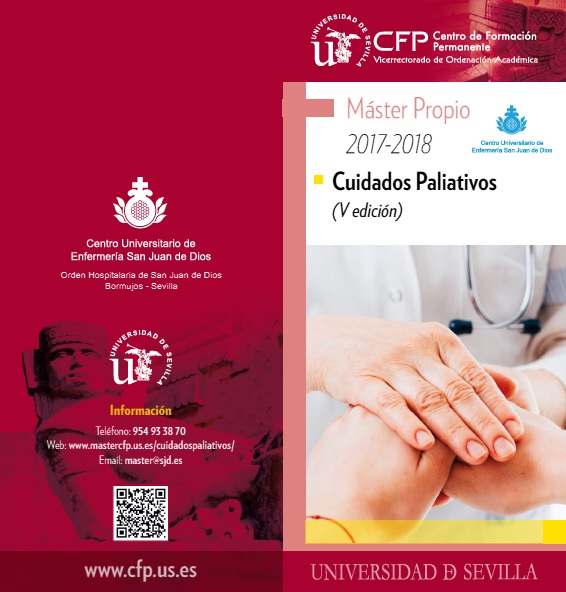 Centro Universitario de
Enfermería San Juan de Dios
Orden Hospitalaria de San Juan de Dios
Bormujos - Sevilla
UNIVERSIDAD DE SEVILLA
Información
Teléfono: 954 93 38 70
Web: www.mastercfp.us.es/cuidadospaliativos/
Email: master@sjd.es
www.cfp.us.es
UNIVERSIDAD DE SEVILLA
CFP Centro de Formación
Permanente
Vicerrectorado de Ordenación Académica
Máster Propio
2017-2018
Centro Universitario de
Enfermería San Juan de Dios
Cuidados Paliativos
(V edición)
UNIVERSIDAD DE SEVILLA